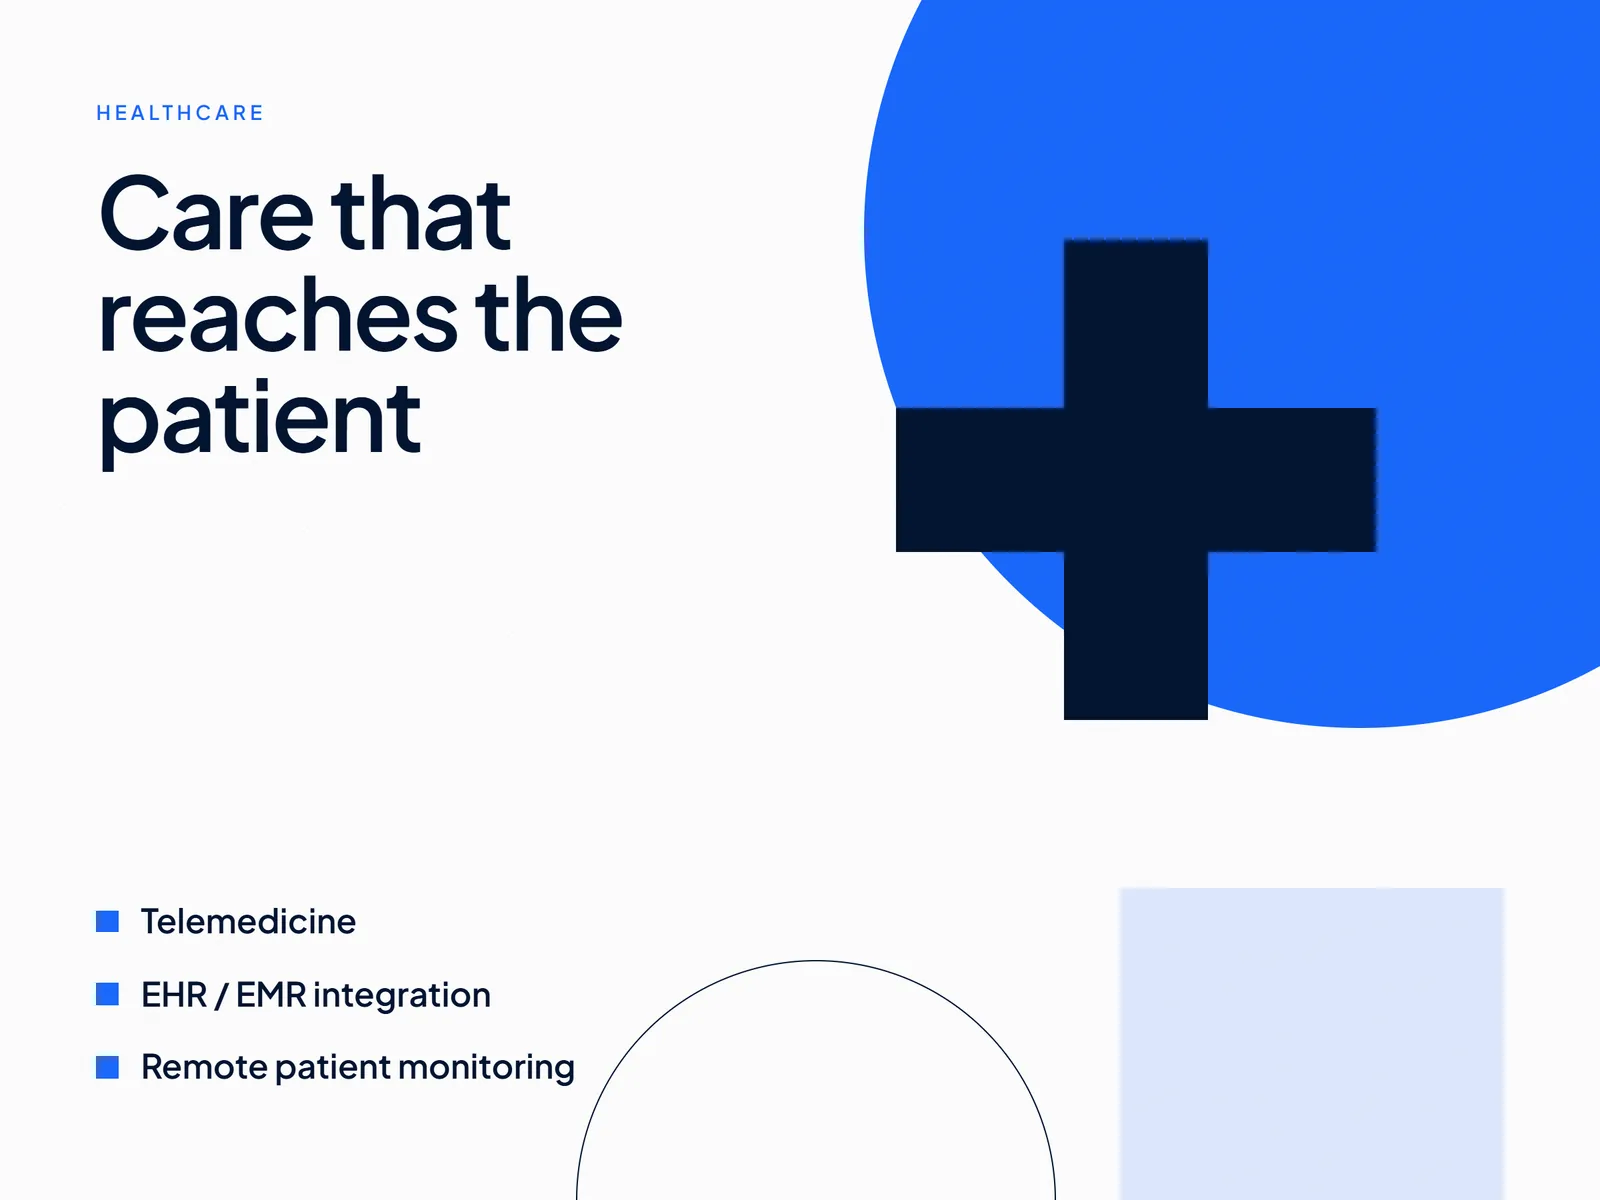 HEALTHCARE
Care that
reaches the
patient
Telemedicine
EHR / EMR integration
Remote patient monitoring